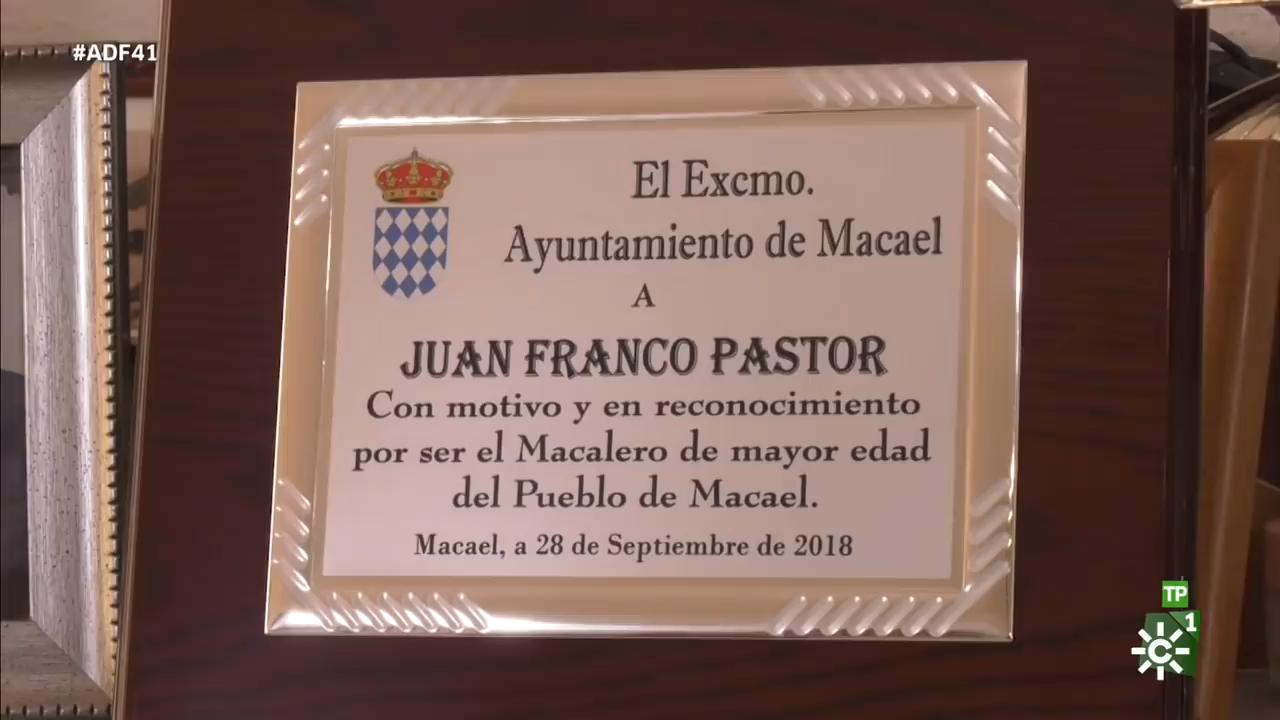 #ADF41
El Excmo.
Ayuntamiento de Macael
A
JUAN FRANCO PASTOR
Con motivo y en reconocimiento
por ser el Macalero de mayor edad
del Pueblo de Macael.
Macael, a 28 de Septiembre de 2018
TP
1